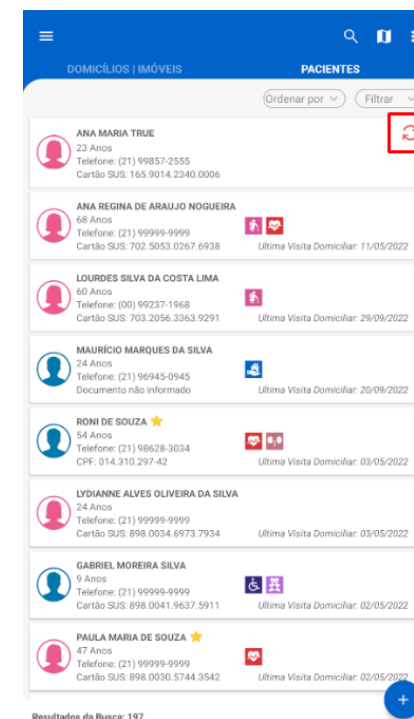 DOMICÍLIOS | IMÓVEIS PACIENTES
Ordenar por Filtrar
ANA MARIA TRUE
23 Anos
Telefone: (21) 99857-2555
Cartão SUS: 165.9014.2340.0006
ANA REGINA DE ARAUJO NOGUEIRA
68 Anos
Telefone: (21) 99999-9999
Cartão SUS: 702.5053.0267.6938 Ultima Visita Domiciliar: 11/05/2022
LOURDES SILVA DA COSTA LIMA
60 Anos
Telefone: (00) 99237-1968
Cartão SUS: 703.2056.3363.9291 Ultima Visita Domiciliar: 29/09/2022
MAURÍCIO MARQUES DA SILVA
24 Anos
Telefone: (21) 96945-0945
Documento não informado Ultima Visita Domiciliar: 20/09/2022
RONI DE SOUZA
54 Anos
Telefone: (21) 98628-3034
CPF: 014.310.297-42 Ultima Visita Domiciliar: 03/05/2022
LYDIANNE ALVES OLIVEIRA DA SILVA
24 Anos
Telefone: (21) 99999-9999
Cartão SUS: 898.0034.6973.7934 Ultima Visita Domiciliar: 03/05/2022
GABRIEL MOREIRA SILVA
9 Anos
Telefone: (21) 99999-9999
Cartão SUS: 898.0041.9637.5911 Ultima Visita Domiciliar: 02/05/2022
PAULA MARIA DE SOUZA
47 Anos
Telefone: (21) 99999-9999
Cartão SUS: 898.0030.5744.3542 Ultima Visita Domiciliar: 02/05/2022
Resultados da Busca: 197